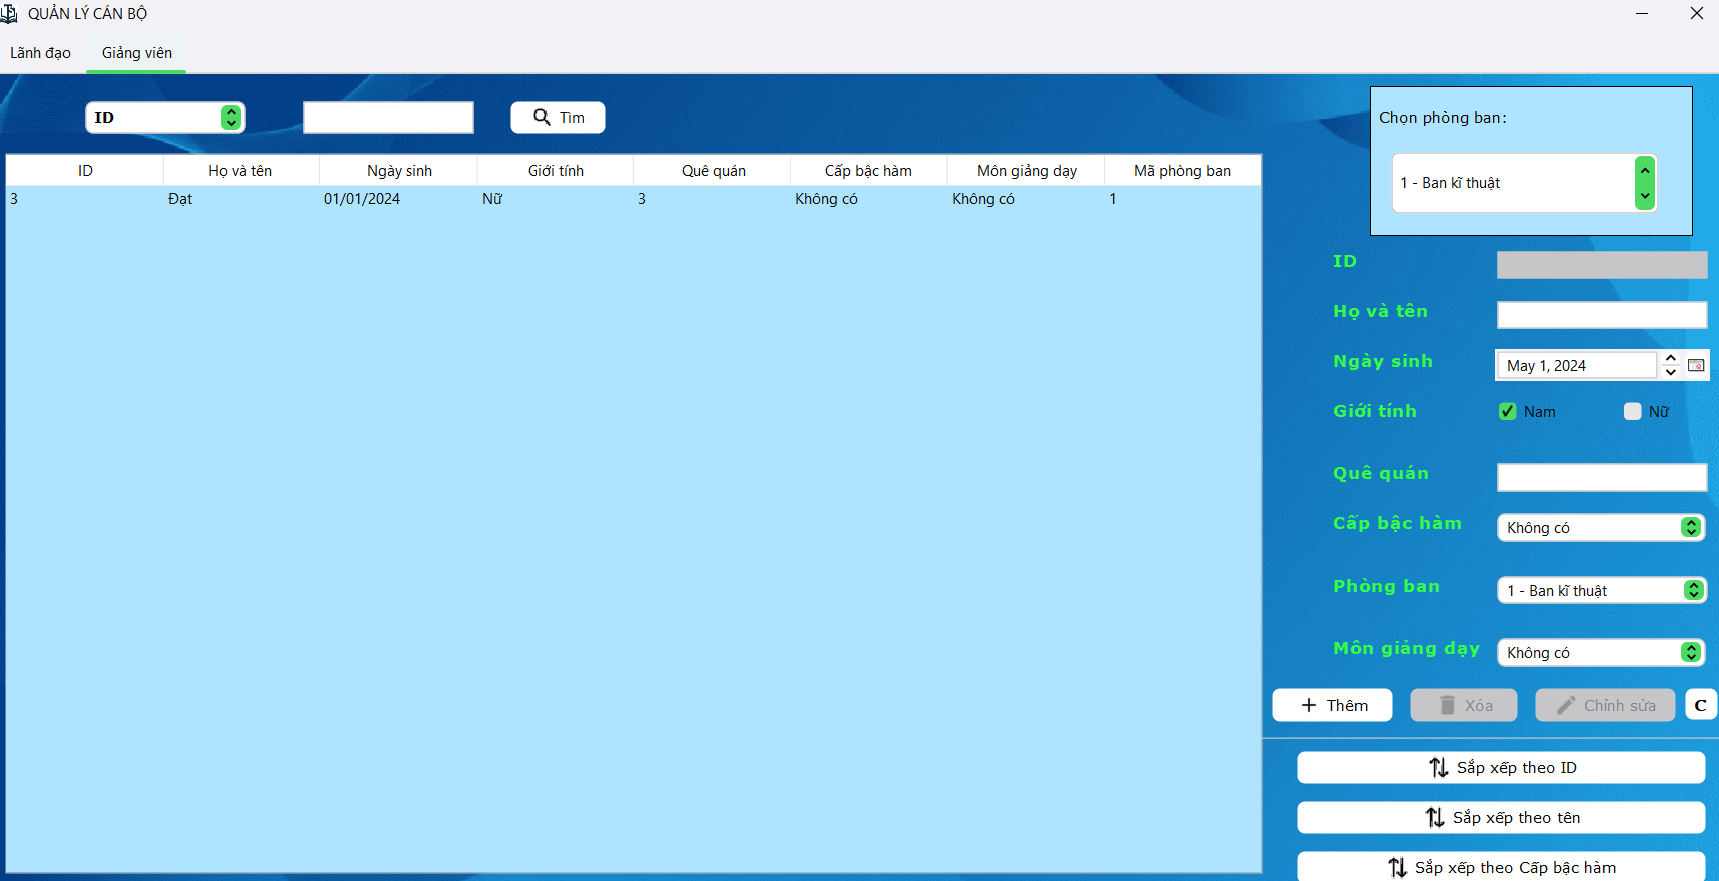 QUẢN LÝ CÁN BỘ
Lãnh đạo Giảng viên
ID Tìm
Chọn phòng ban:
1 - Ban kĩ thuật
ID Họ và tên Ngày sinh Giới tính Quê quán Cấp bậc hàm Môn giảng dạy Mã phòng ban
3 Đạt 01/01/2024 Nữ 3 Không có Không có 1
ID
Họ và tên
Ngày sinh May 1, 2024
Giới tính Nam Nữ
Quê quán
Cấp bậc hàm Không có
Phòng ban 1 - Ban kĩ thuật
Môn giảng dạy Không có
Thêm Xóa Chỉnh sửa C
Sắp xếp theo ID
Sắp xếp theo tên
Sắp xếp theo Cấp bậc hàm